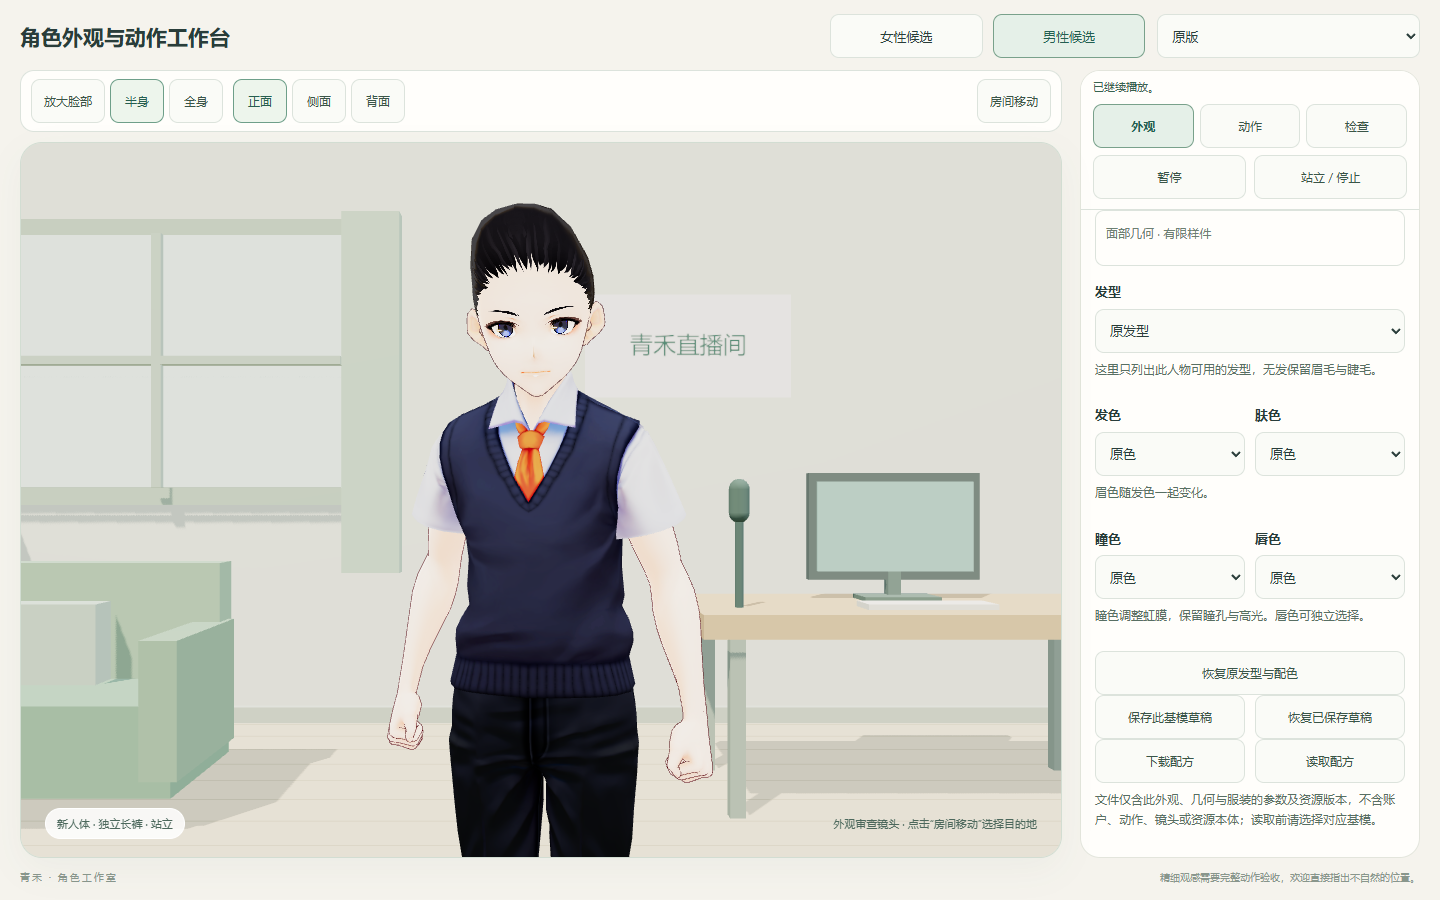 角色外观与动作工作台
女性候选
男性候选
原版
放大脸部
半身
全身
正面
侧面
背面
房间移动
已继续播放。
外观
动作
检查
暂停
站立 / 停止
面部几何 · 有限样件
发型
原发型
这里只列出此人物可用的发型，无发保留眉毛与睫毛。
发色
肤色
原色
原色
眉色随发色一起变化。
瞳色
唇色
原色
原色
瞳色调整虹膜，保留瞳孔与高光。唇色可独立选择。
恢复原发型与配色
保存此基模草稿
恢复已保存草稿
下载配方
读取配方
文件仅含此外观、几何与服装的参数及资源版本，不含账
户、动作、镜头或资源本体；读取前请选择对应基模。
青禾直播间
新人体 · 独立长裤 · 站立
外观审查镜头 · 点击“房间移动”选择目的地
青禾 · 角色工作室
精细观感需要完整动作验收，欢迎直接指出不自然的位置。